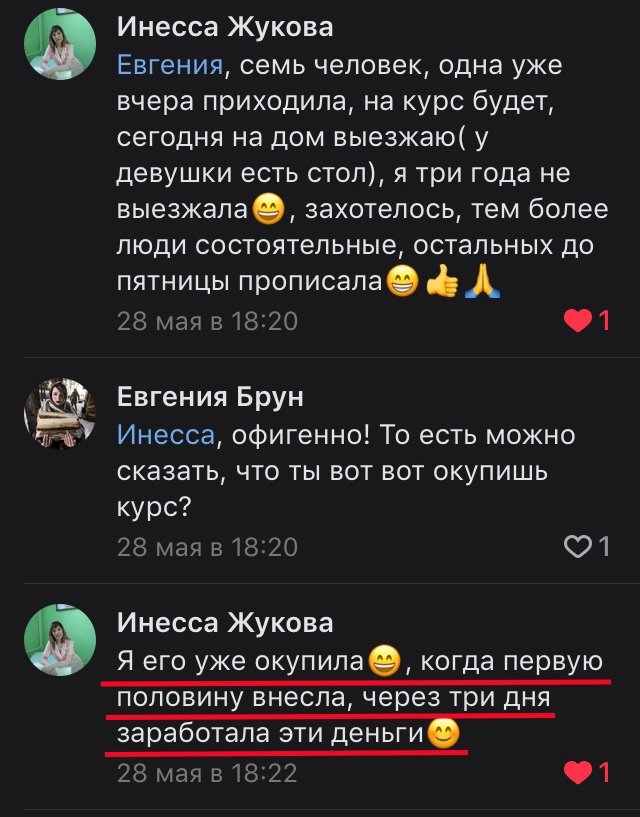 Инесса Жукова
Евгения, семь человек, одна уже
вчера приходила, на курс будет,
сегодня на дом выезжаю( у
девушки есть стол), я три года не
выезжала😄, захотелось, тем более
люди состоятельные, остальных до
пятницы прописала😁👍🙏
28 мая в 18:20
1
Евгения Брун
Инесса, офигенно! То есть можно
сказать, что ты вот вот окупишь
курс?
28 мая в 18:20
1
Инесса Жукова
Я его уже окупила😄, когда первую
половину внесла, через три дня
заработала эти деньги😊
28 мая в 18:22
1